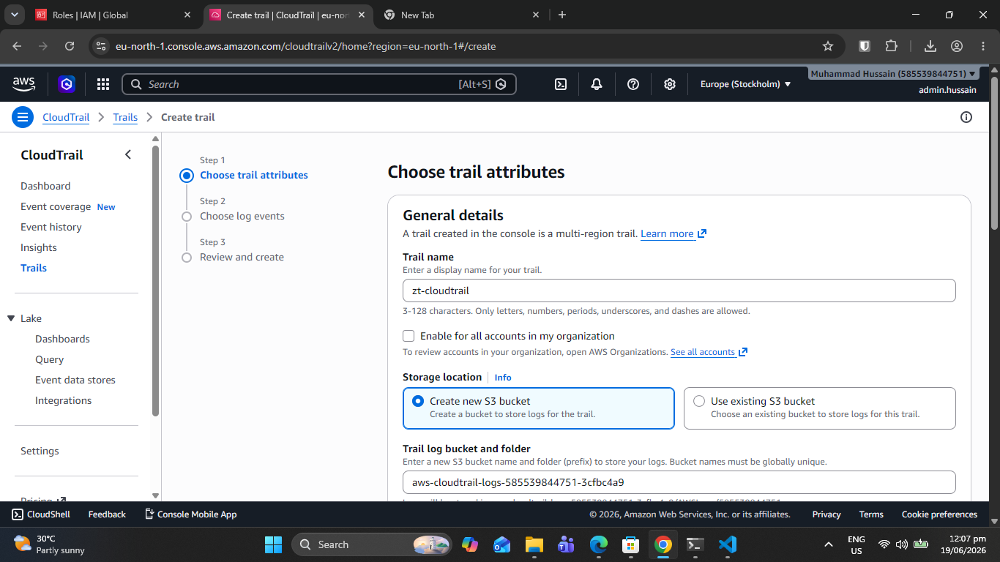 Roles | IAM | Global
Create trail | CloudTrail | eu-nor
New Tab
eu-north-1.console.aws.amazon.com/cloudtrailv2/home?region=eu-north-1#/create
aws
Search
[Alt+S]
Europe (Stockholm)
Muhammad Hussain (585539844751)
admin.hussain
CloudTrail
Trails
Create trail
CloudTrail
Dashboard
Event coverage New
Event history
Insights
Trails
Lake
Dashboards
Query
Event data stores
Integrations
Settings
Pricing
Step 1
Choose trail attributes
Step 2
Choose log events
Step 3
Review and create
Choose trail attributes
General details
A trail created in the console is a multi-region trail. Learn more
Trail name
Enter a display name for your trail.
zt-cloudtrail
3-128 characters. Only letters, numbers, periods, underscores, and dashes are allowed.
Enable for all accounts in my organization
To review accounts in your organization, open AWS Organizations. See all accounts
Storage location Info
Create new S3 bucket
Create a bucket to store logs for the trail.
Use existing S3 bucket
Choose an existing bucket to store logs for this trail.
Trail log bucket and folder
Enter a new S3 bucket name and folder (prefix) to store your logs. Bucket names must be globally unique.
aws-cloudtrail-logs-585539844751-3cfbc4a9
CloudShell
Feedback
Console Mobile App
© 2026, Amazon Web Services, Inc. or its affiliates.
Privacy
Terms
Cookie preferences
30°C
Partly sunny
Search
ENG
US
12:07 pm
19/06/2026